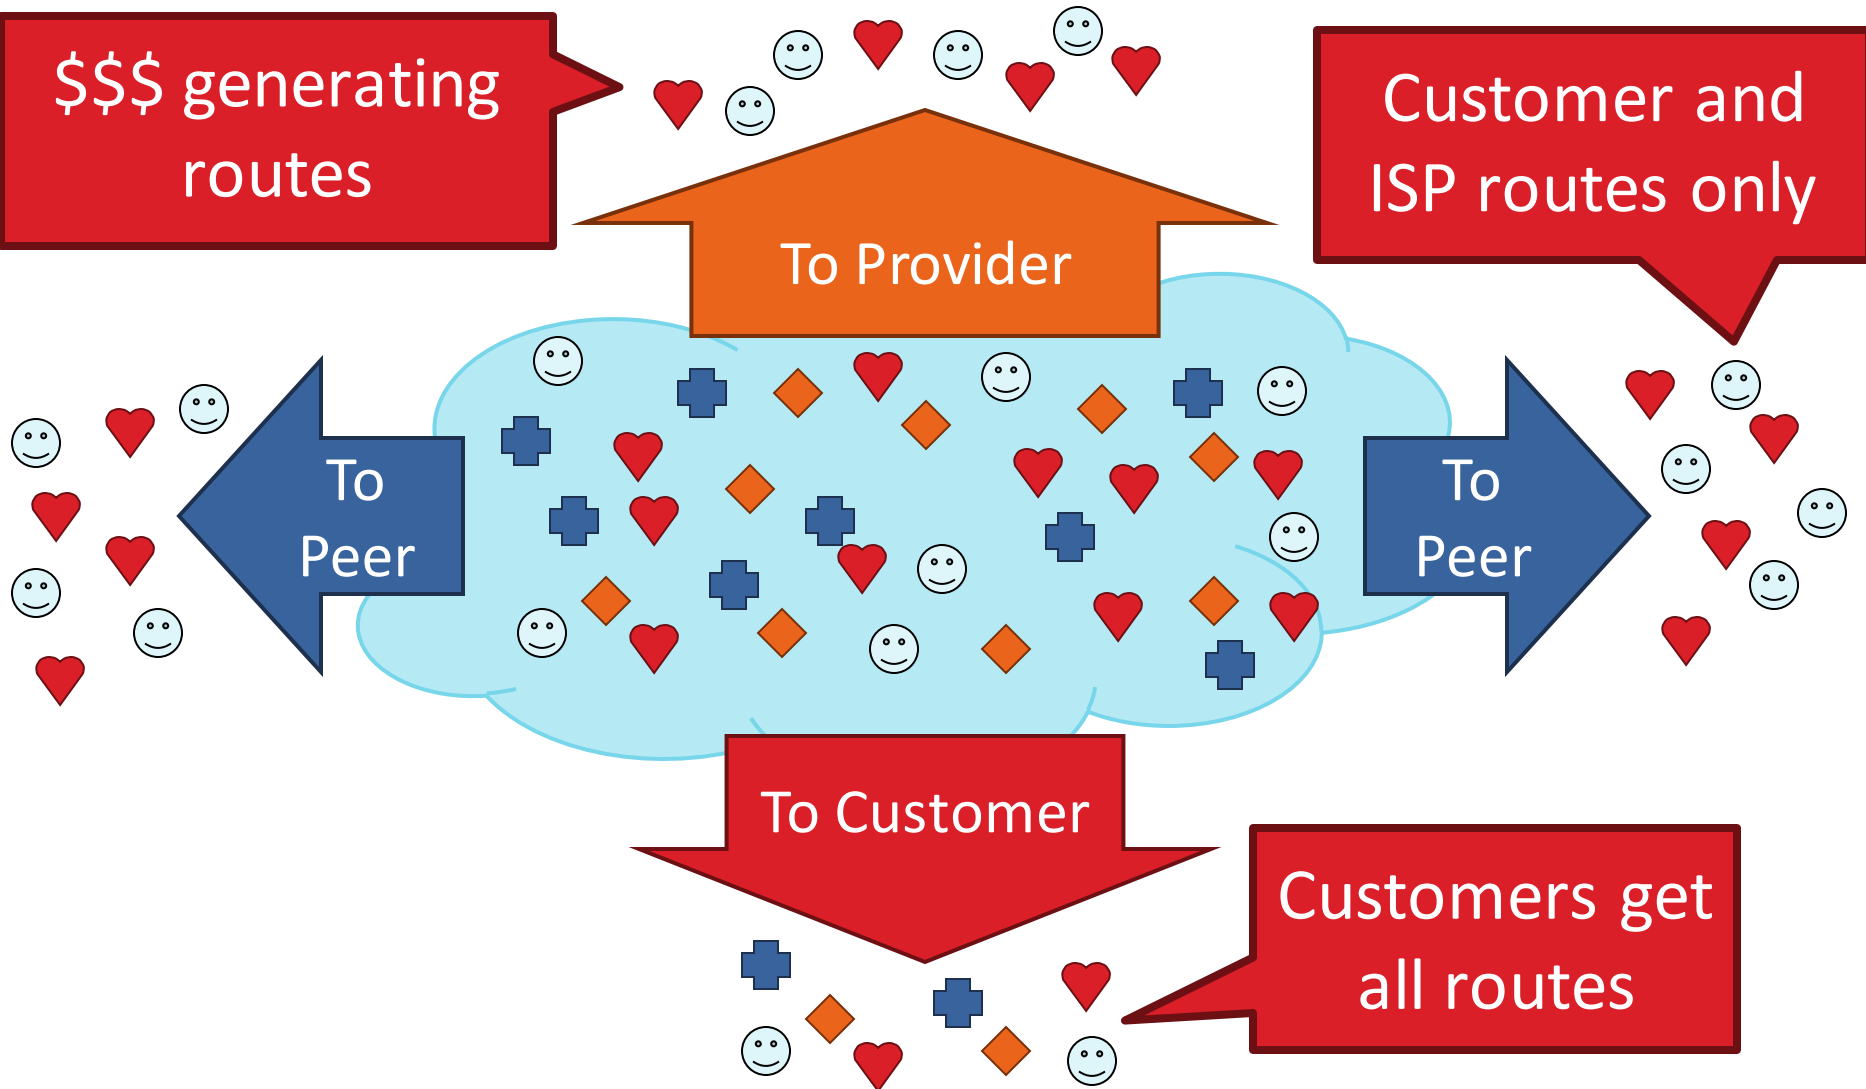 $$$ generating
routes
Customer and
ISP routes only
To Provider
To
Peer
To
Peer
To Customer
Customers get
all routes